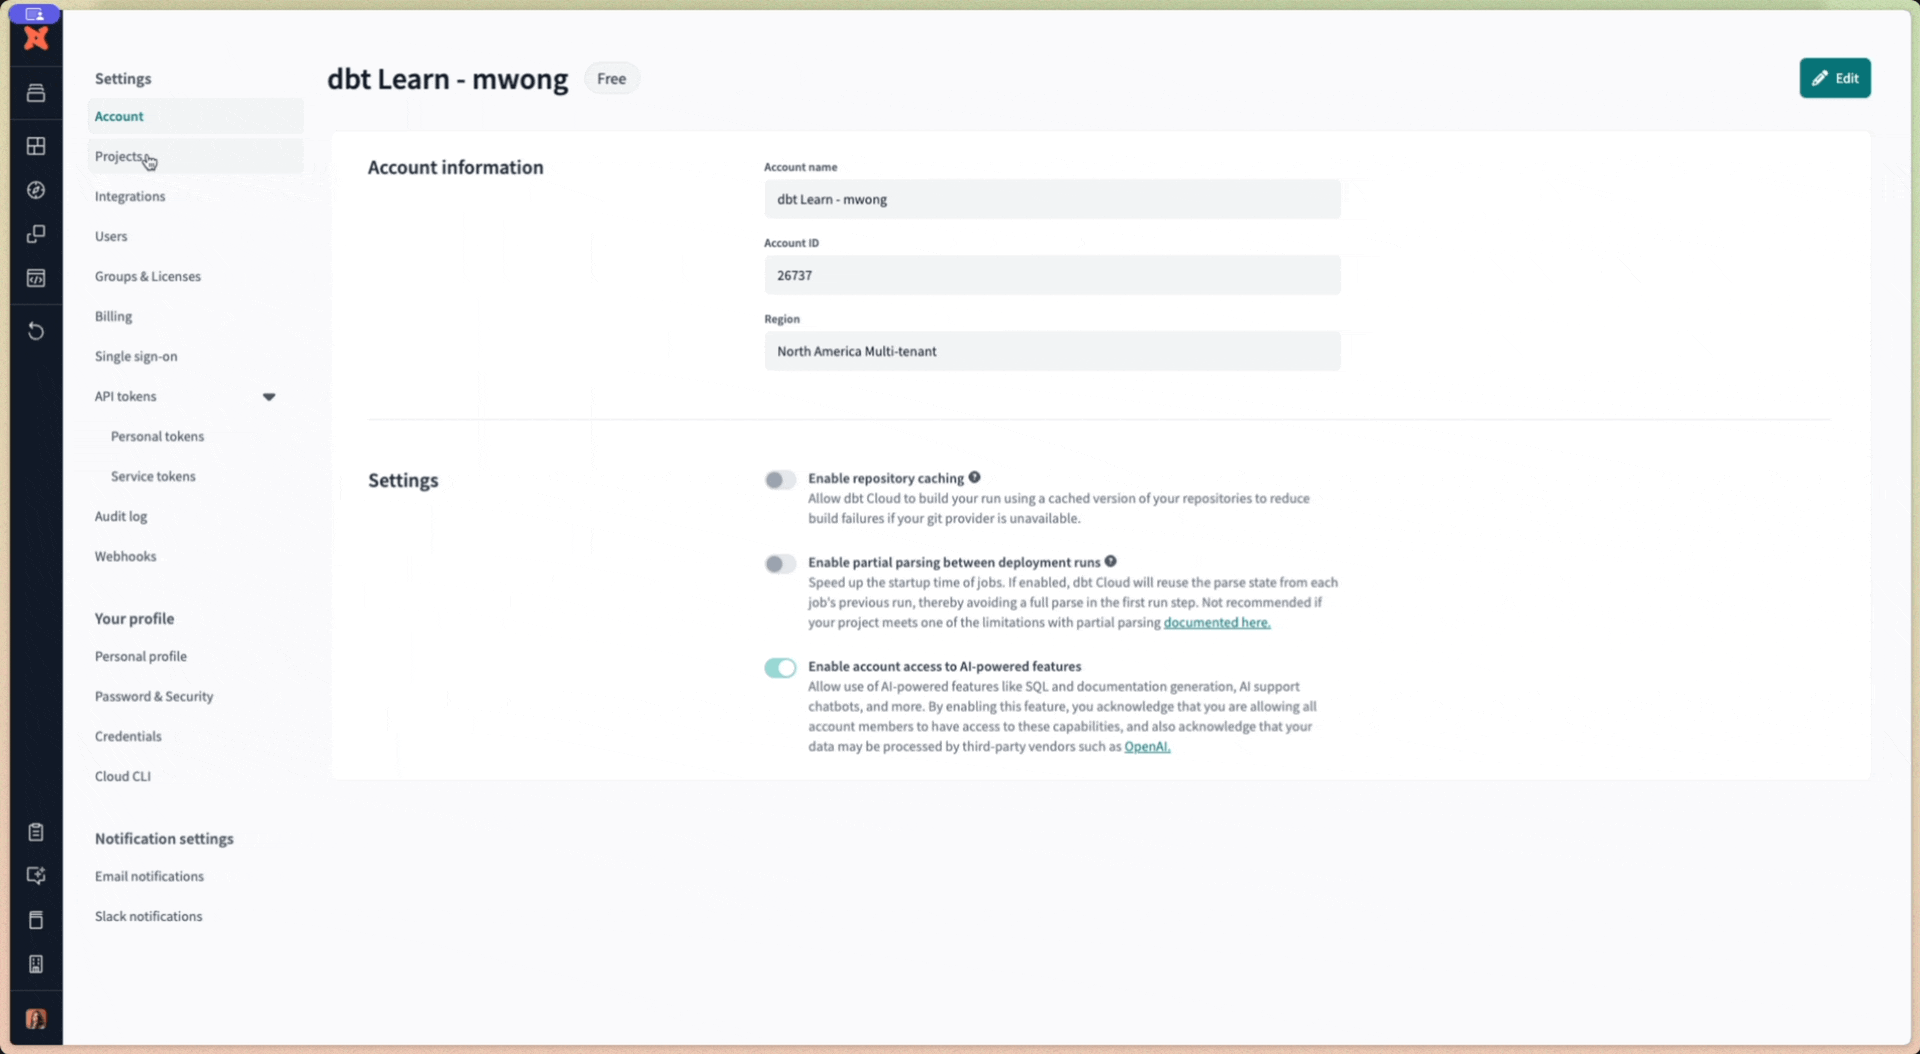 Settings
Account
Projects
Integrations
Users
Groups & Licenses
Billing
Single sign-on
API tokens
Personal tokens
Service tokens
Audit log
Webhooks
Your profile
Personal profile
Password & Security
Credentials
Cloud CLI
Notification settings
Email notifications
Slack notifications
dbt Learn - mwong
Free
Edit
Account information
Account name
dbt Learn - mwong
Account ID
26737
Region
North America Multi-tenant
Settings
Enable repository caching
Allow dbt Cloud to build your run using a cached version of your repositories to reduce
build failures if your git provider is unavailable.
Enable partial parsing between deployment runs
Speed up the startup time of jobs. If enabled, dbt Cloud will reuse the parse state from each
job's previous run, thereby avoiding a full parse in the first run step. Not recommended if
your project meets one of the limitations with partial parsing documented here.
Enable account access to AI-powered features
Allow use of AI-powered features like SQL and documentation generation, AI support
chatbots, and more. By enabling this feature, you acknowledge that you are allowing all
account members to have access to these capabilities, and also acknowledge that your
data may be processed by third-party vendors such as OpenAI.